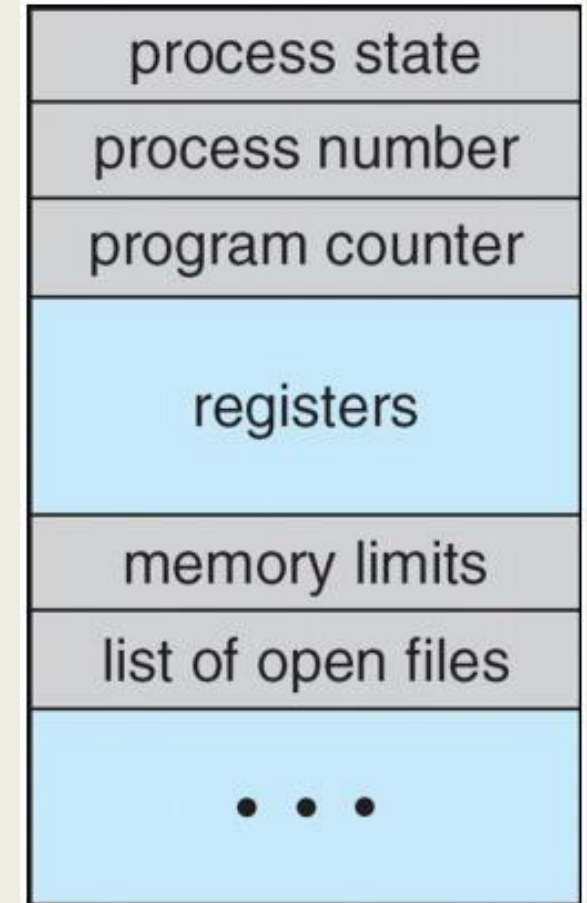 process state
process number
program counter
registers
memory limits
list of open files
• • •